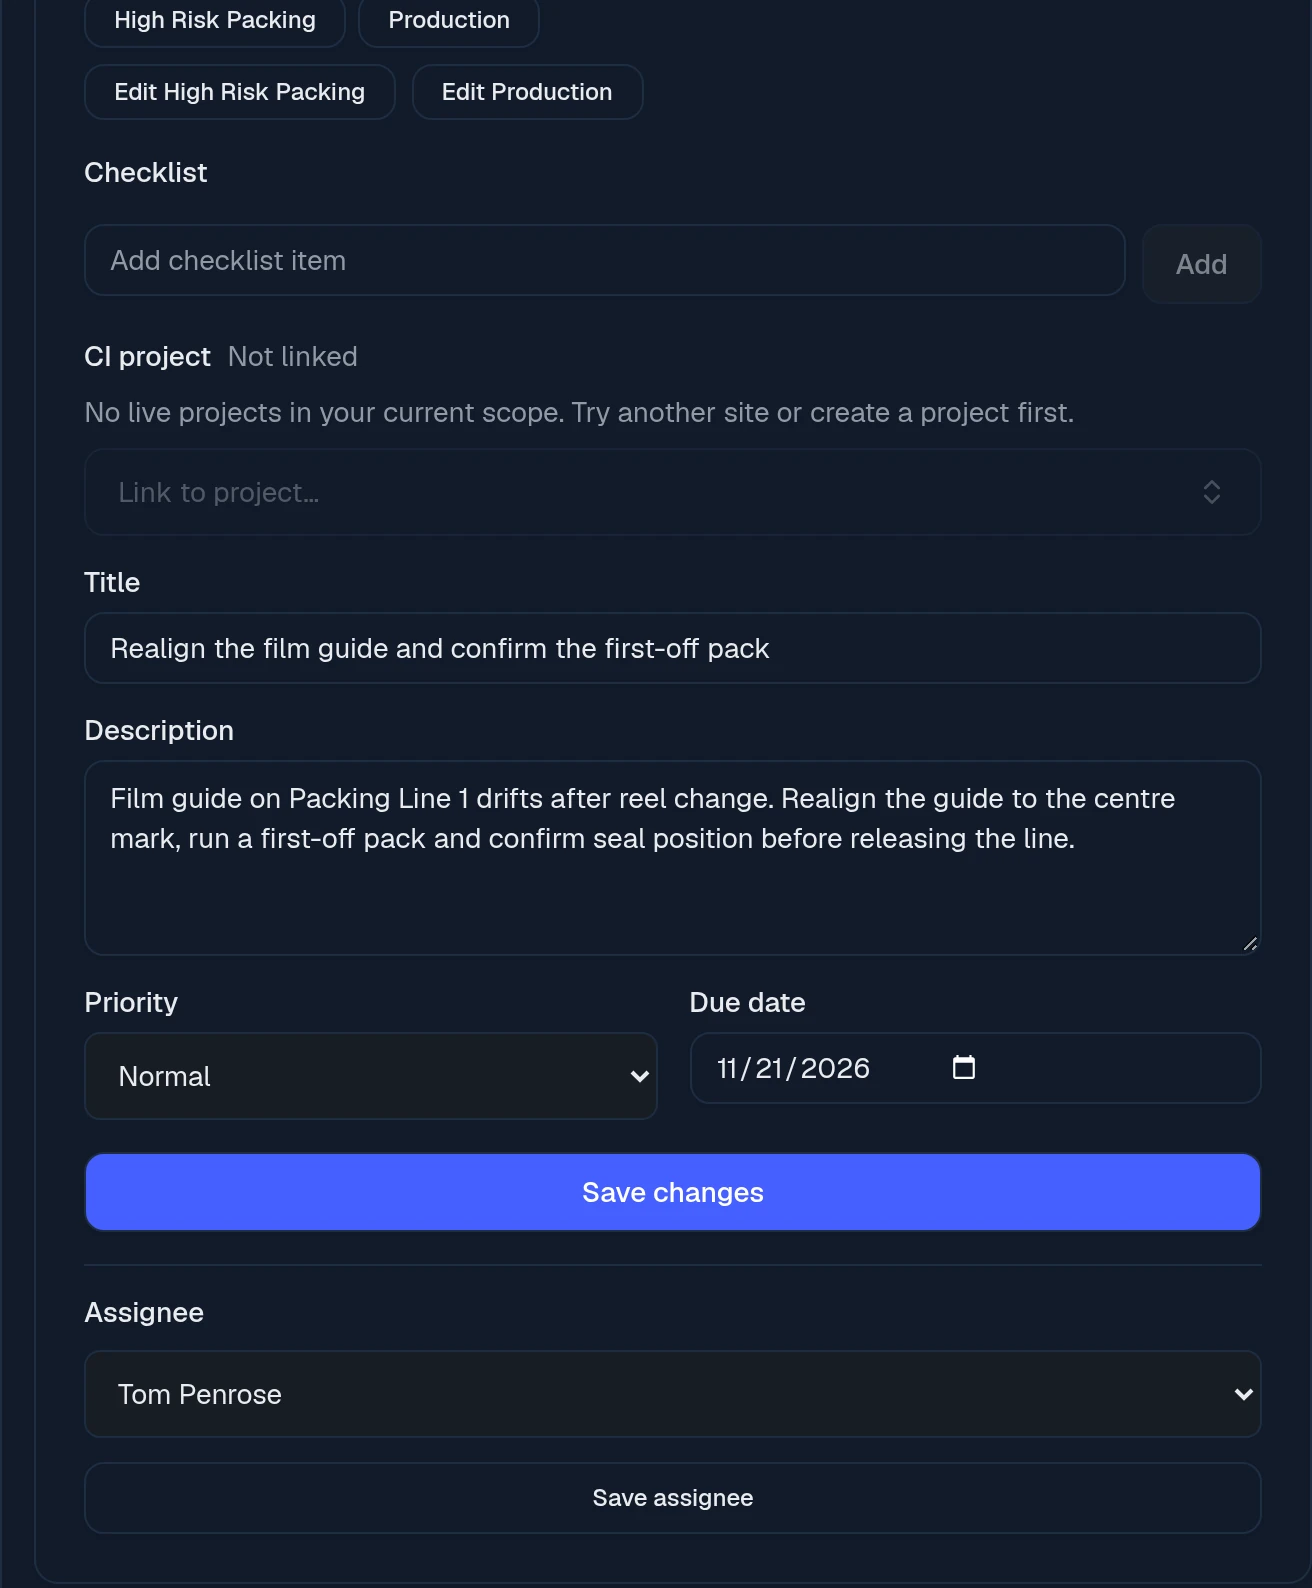 High Risk Packing
Production
Edit High Risk Packing
Edit Production
Checklist
Add checklist item
Add
CI project Not linked
No live projects in your current scope. Try another site or create a project first.
Link to project...
Title
Realign the film guide and confirm the first-off pack
Description
Film guide on Packing Line 1 drifts after reel change. Realign the guide to the centre
mark, run a first-off pack and confirm seal position before releasing the line.
Priority
Due date
Normal
11/21/2026
Save changes
Assignee
Tom Penrose
Save assignee